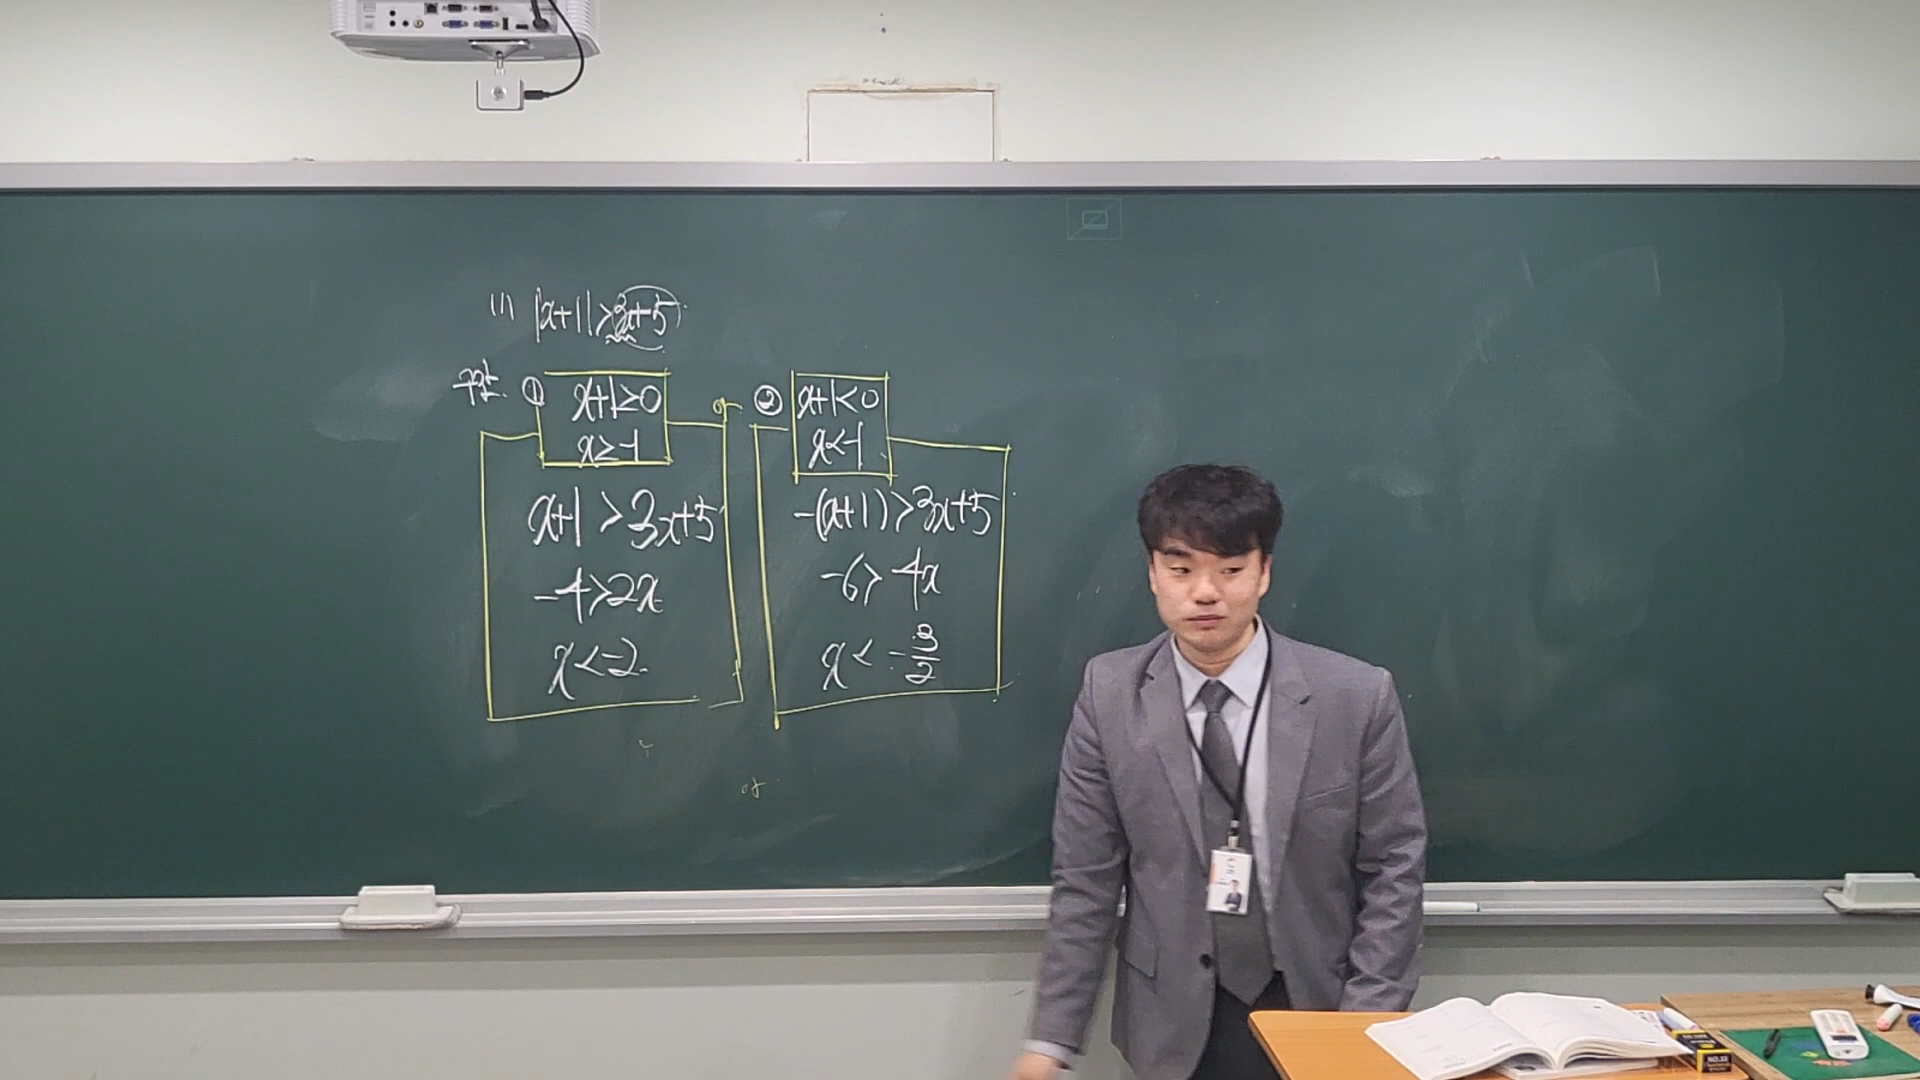 (1) |x+1|>3x+5
① x+1≥0
x≥-1
x+1>3x+5
-4>2x
x<-2
or
② x+1<0
x<-1
-(x+1)>3x+5
-6>4x
x<-3/2
or